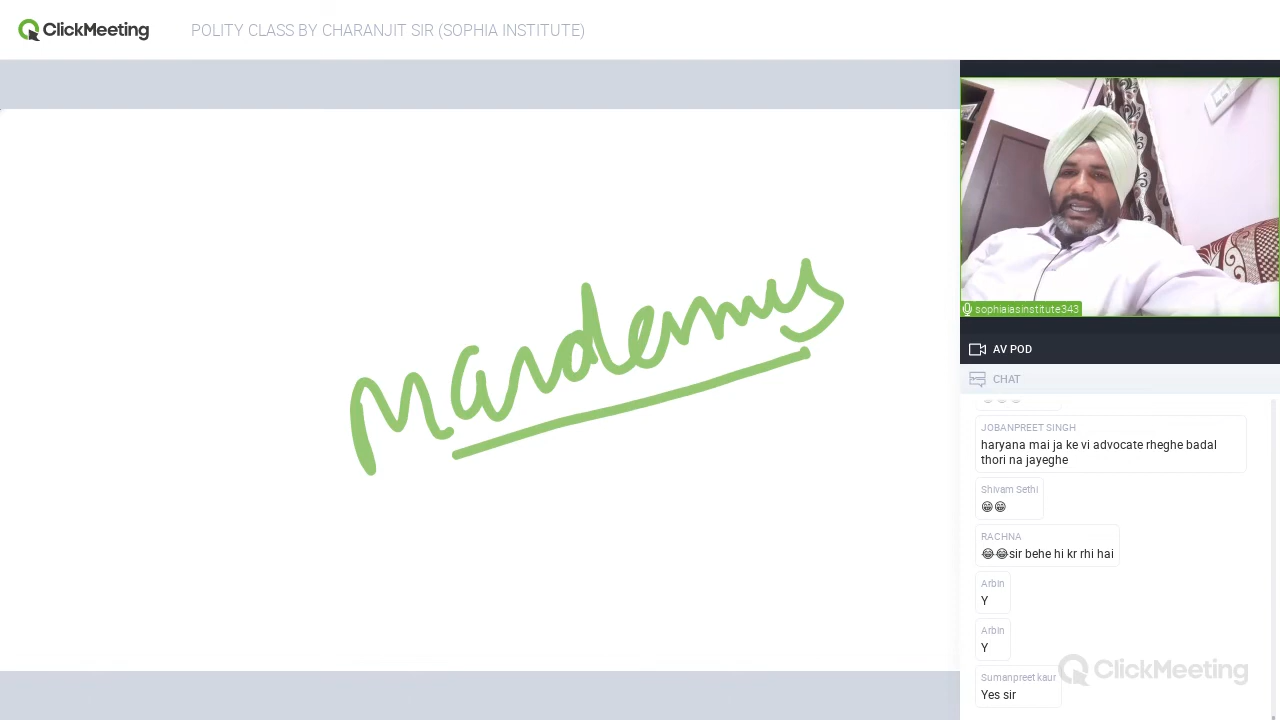 ClickMeeting
POLITY CLASS BY CHARANJIT SIR (SOPHIA INSTITUTE)
Mandemus
sophiaiasinstitute343
AV POD
CHAT
JOBANPREET SINGH
haryana mai ja ke vi advocate rheghe badal
thori na jayeghe
Shivam Sethi
😁😁
RACHNA
😂😂sir behe hi kr rhi hai
Arbin
Y
Arbin
Y
Sumanpreet kaur
Yes sir
ClickMeeting